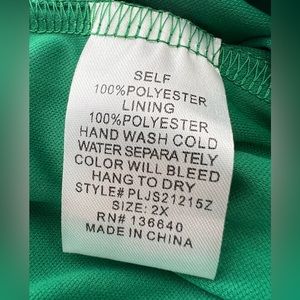 SELF
100%POLYESTER
LINING
100%POLYESTER
HAND WASH COLD
WATER SEPARA TELY
COLOR WILL BLEED
HANG TO DRY
STYLE# PLJS21215Z
SIZE: 2X
RN# 136640
MADE IN CHINA